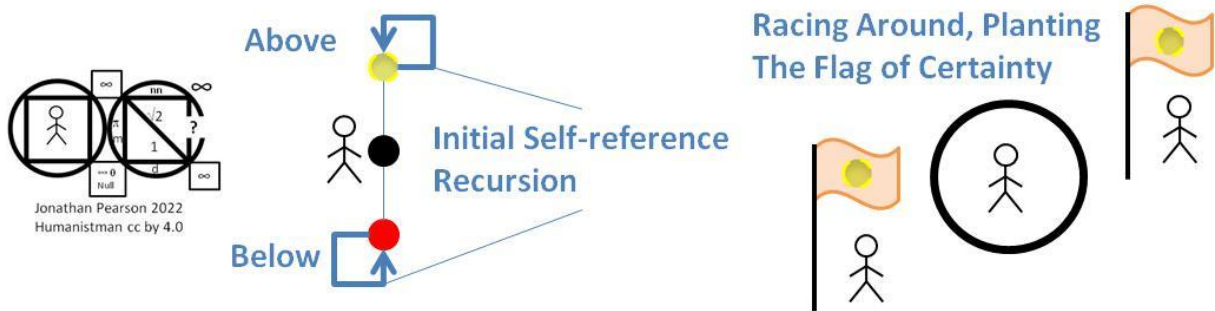 ∞
nn
∞
√2
π
?
m
1
d
∞ 0
Null
∞
Jonathan Pearson 2022
Humanistman cc by 4.0
Above
Initial Self-reference
Recursion
Below
Racing Around, Planting
The Flag of Certainty